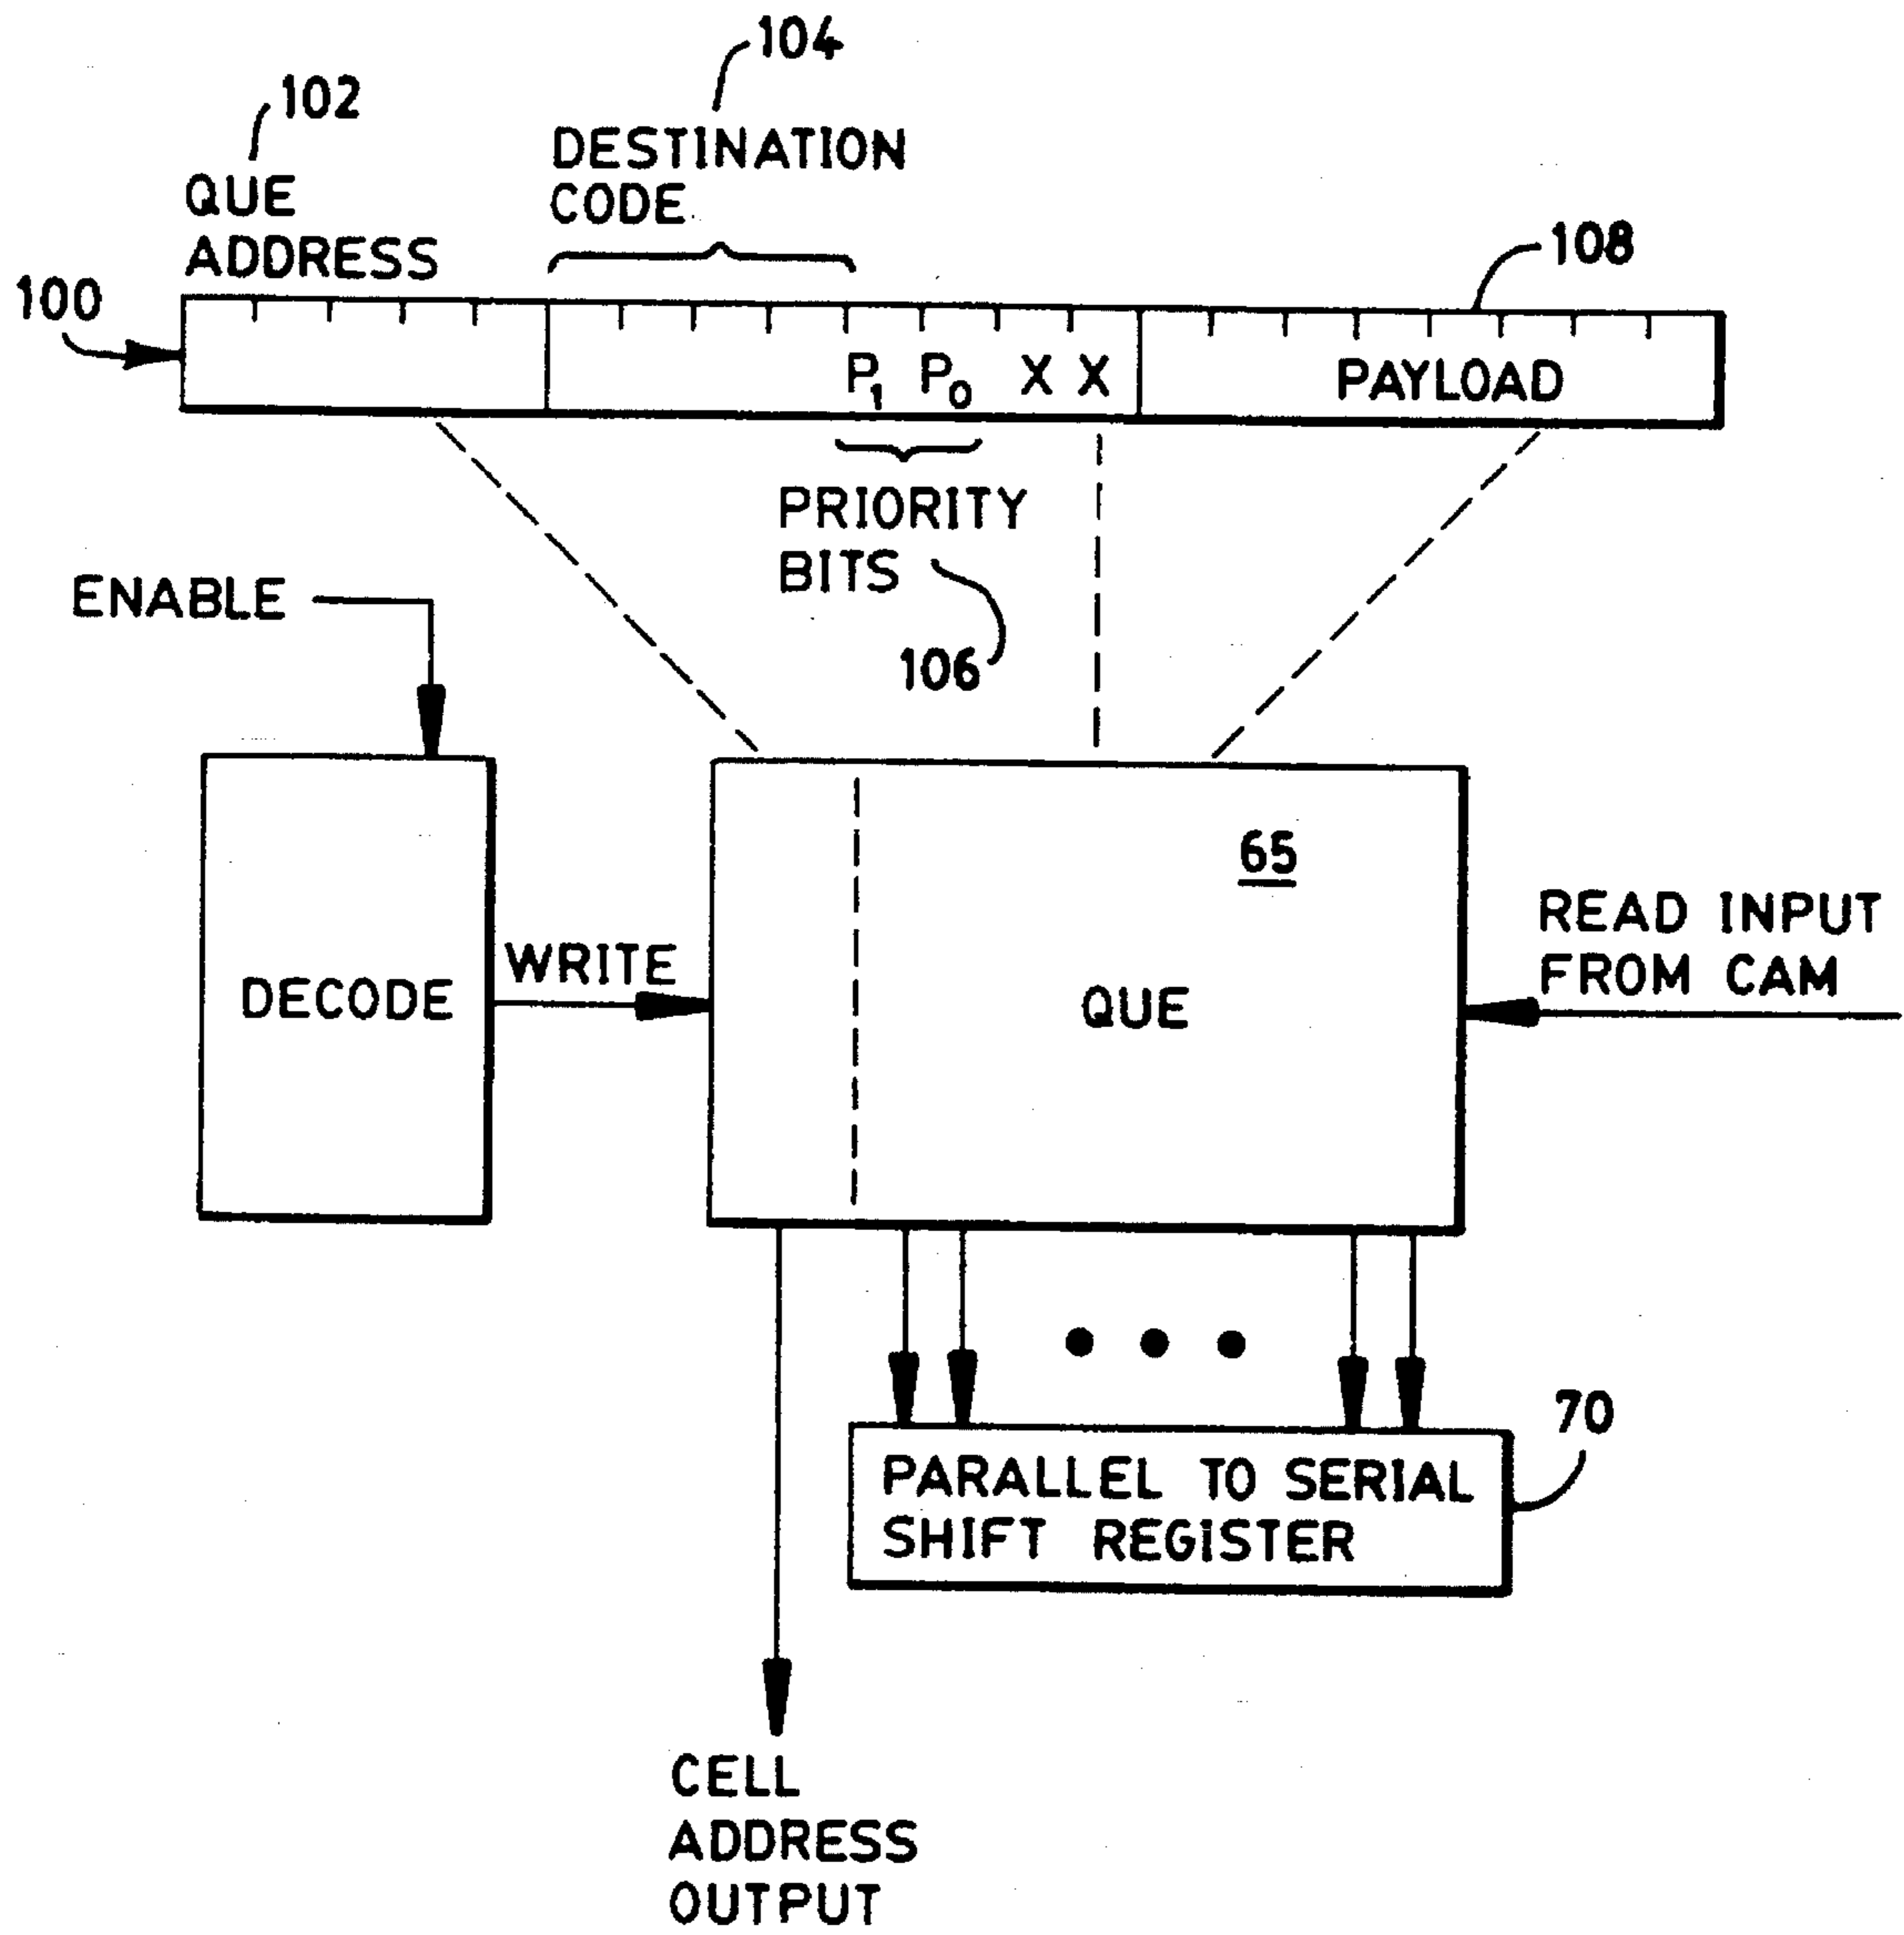 104
102
DESTINATION
CODE
QUE
ADDRESS
108
100
P1 P0 X X
PAYLOAD
PRIORITY
BITS
106
ENABLE
65
READ INPUT
FROM CAM
WRITE
DECODE
QUE
70
PARALLEL TO SERIAL
SHIFT REGISTER
CELL
ADDRESS
OUTPUT